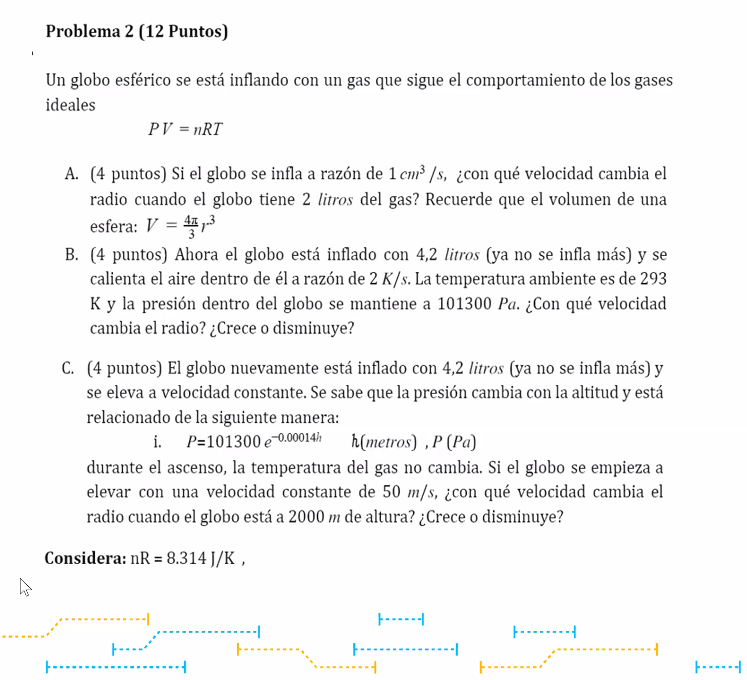 Problema 2 (12 Puntos)
Un globo esférico se está inflando con un gas que sigue el comportamiento de los gases
ideales
PV = nRT
A. (4 puntos) Si el globo se infla a razón de 1 cm³ /s, ¿con qué velocidad cambia el
radio cuando el globo tiene 2 litros del gas? Recuerde que el volumen de una
esfera: V = 4π/3 r³
B. (4 puntos) Ahora el globo está inflado con 4,2 litros (ya no se infla más) y se
calienta el aire dentro de él a razón de 2 K/s. La temperatura ambiente es de 293
K y la presión dentro del globo se mantiene a 101300 Pa. ¿Con qué velocidad
cambia el radio? ¿Crece o disminuye?
C. (4 puntos) El globo nuevamente está inflado con 4,2 litros (ya no se infla más) y
se eleva a velocidad constante. Se sabe que la presión cambia con la altitud y está
relacionado de la siguiente manera:
i. P=101300 e^−0.00014h h(metros) , P (Pa)
durante el ascenso, la temperatura del gas no cambia. Si el globo se empieza a
elevar con una velocidad constante de 50 m/s, ¿con qué velocidad cambia el
radio cuando el globo está a 2000 m de altura? ¿Crece o disminuye?
Considera: nR = 8.314 J/K ,